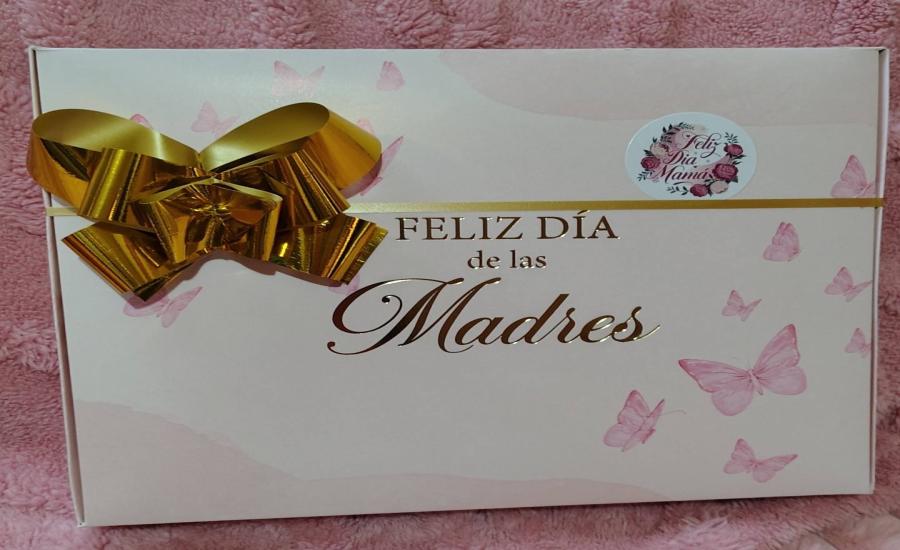 Feliz
Día
Mamá
FELIZ DÍA
de las
Madres